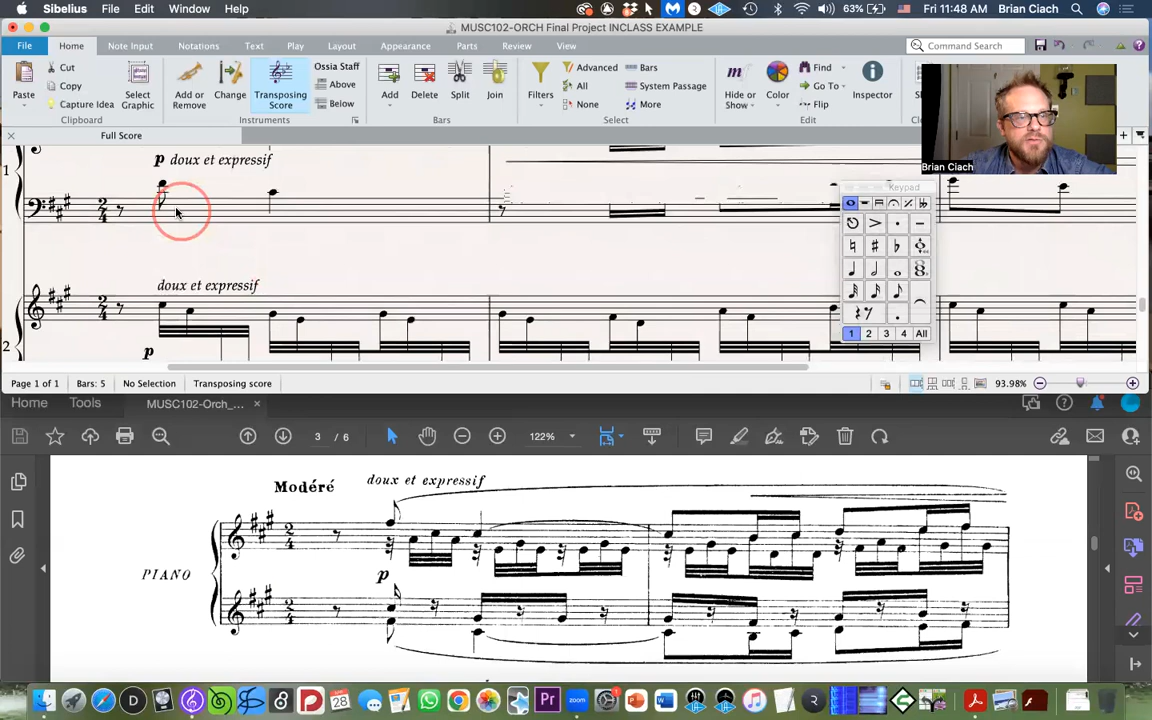 Sibelius File Edit Window Help
63% Fri 11:48 AM Brian Ciach
MUSC102-ORCH Final Project INCLASS EXAMPLE
File Home Note Input Notations Text Play Layout Appearance Parts Review View Command Search
Cut
Copy
Paste
Capture Idea
Select Graphic
Add or Remove
Change
Transposing Score
Ossia Staff
Above
Below
Add
Delete
Split
Join
Filters
Advanced
All
None
Bars
System Passage
More
Hide or Show
Color
Find
Go To
Flip
Inspector
Clipboard Instruments Bars Select Edit
Full Score
Brian Ciach
p doux et expressif
1
Keypad
doux et expressif
2
p
1 2 3 4 All
Page 1 of 1 Bars: 5 No Selection Transposing score 93.98%
Home Tools MUSC102-Orch_...
3 / 6 122%
Modéré doux et expressif
PIANO
p